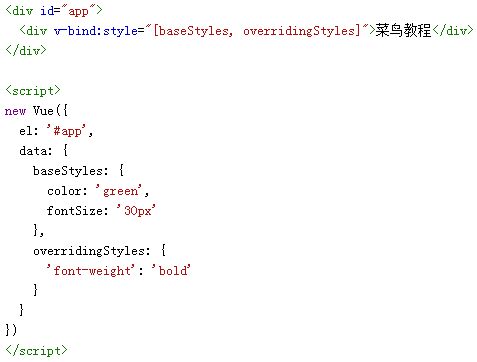 <div id="app">
  <div v-bind:style="[baseStyles, overridingStyles]">菜鸟教程</div>
</div>

<script>
new Vue({
  el: '#app',
  data: {
    baseStyles: {
      color: 'green',
      fontSize: '30px'
    },
    overridingStyles: {
      'font-weight': 'bold'
    }
  }
})
</script>